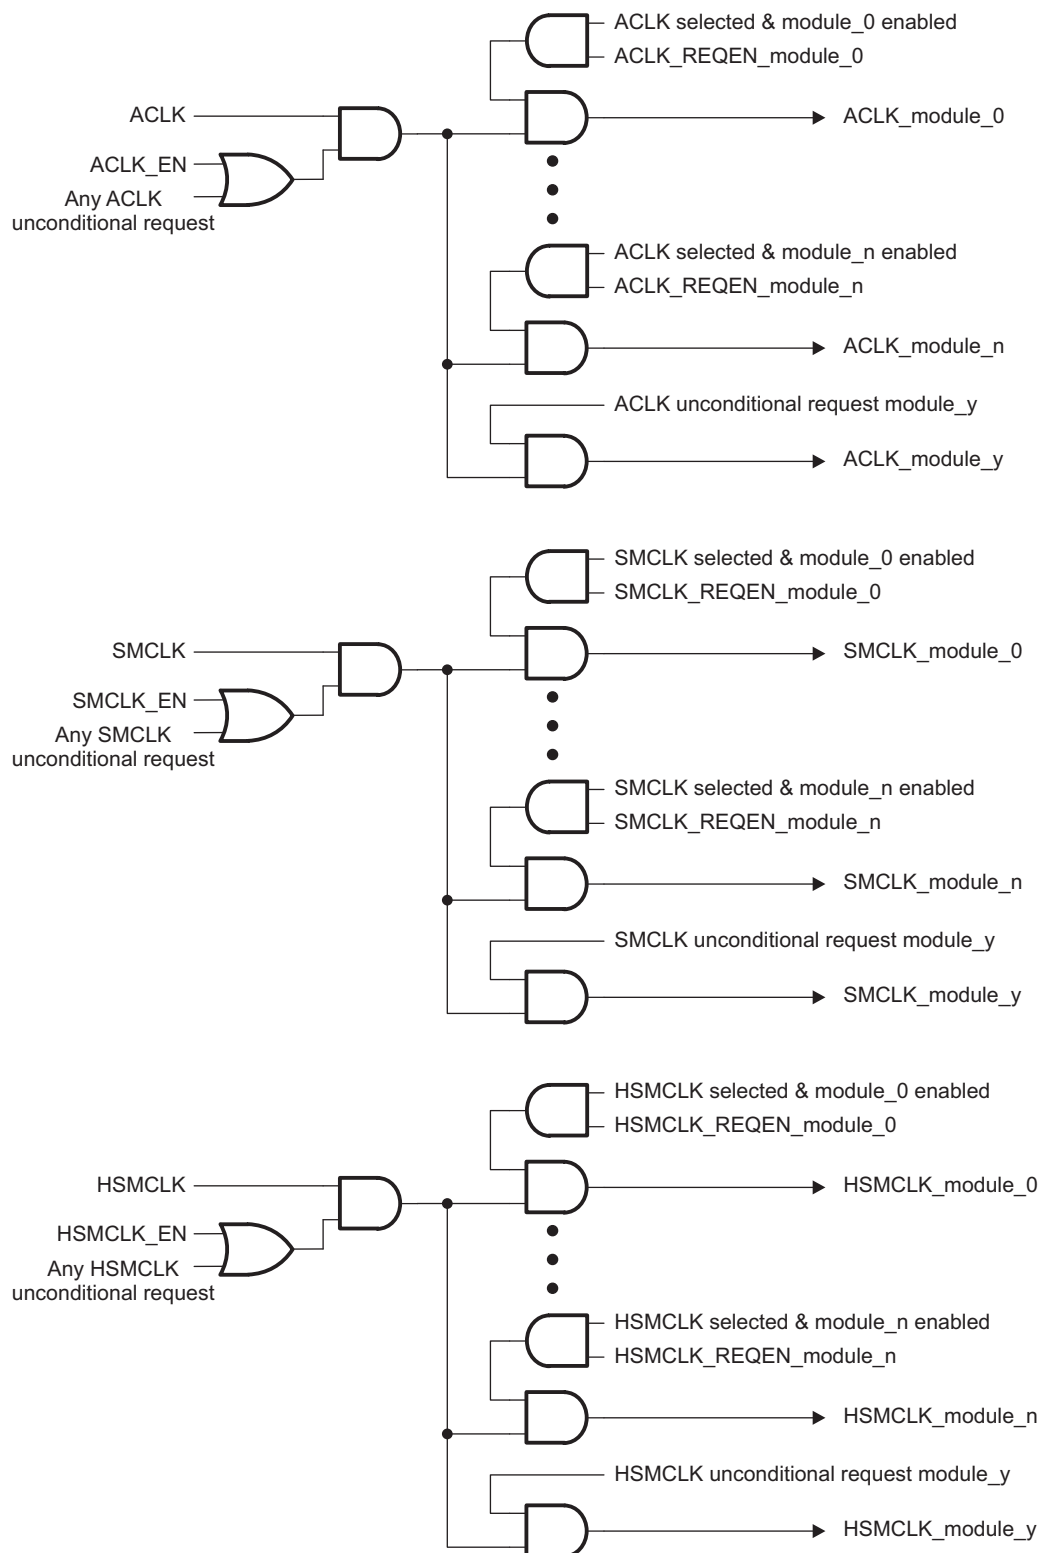 ACLK selected & module_0 enabled
ACLK_REQEN_module_0
ACLK
ACLK_module_0
ACLK_EN
Any ACLK
unconditional request
ACLK selected & module_n enabled
ACLK_REQEN_module_n
ACLK_module_n
ACLK unconditional request module_y
ACLK_module_y
SMCLK selected & module_0 enabled
SMCLK_REQEN_module_0
SMCLK
SMCLK_module_0
SMCLK_EN
Any SMCLK
unconditional request
SMCLK selected & module_n enabled
SMCLK_REQEN_module_n
SMCLK_module_n
SMCLK unconditional request module_y
SMCLK_module_y
HSMCLK selected & module_0 enabled
HSMCLK_REQEN_module_0
HSMCLK
HSMCLK_module_0
HSMCLK_EN
Any HSMCLK
unconditional request
HSMCLK selected & module_n enabled
HSMCLK_REQEN_module_n
HSMCLK_module_n
HSMCLK unconditional request module_y
HSMCLK_module_y